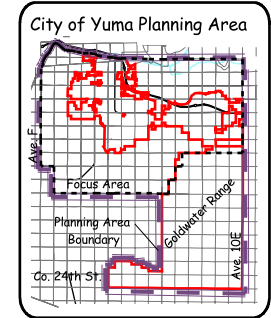 City of Yuma Planning Area
Ave. F
Focus Area
Planning Area
Boundary
Goldwater Range
Ave. 10E
Co. 24th St.